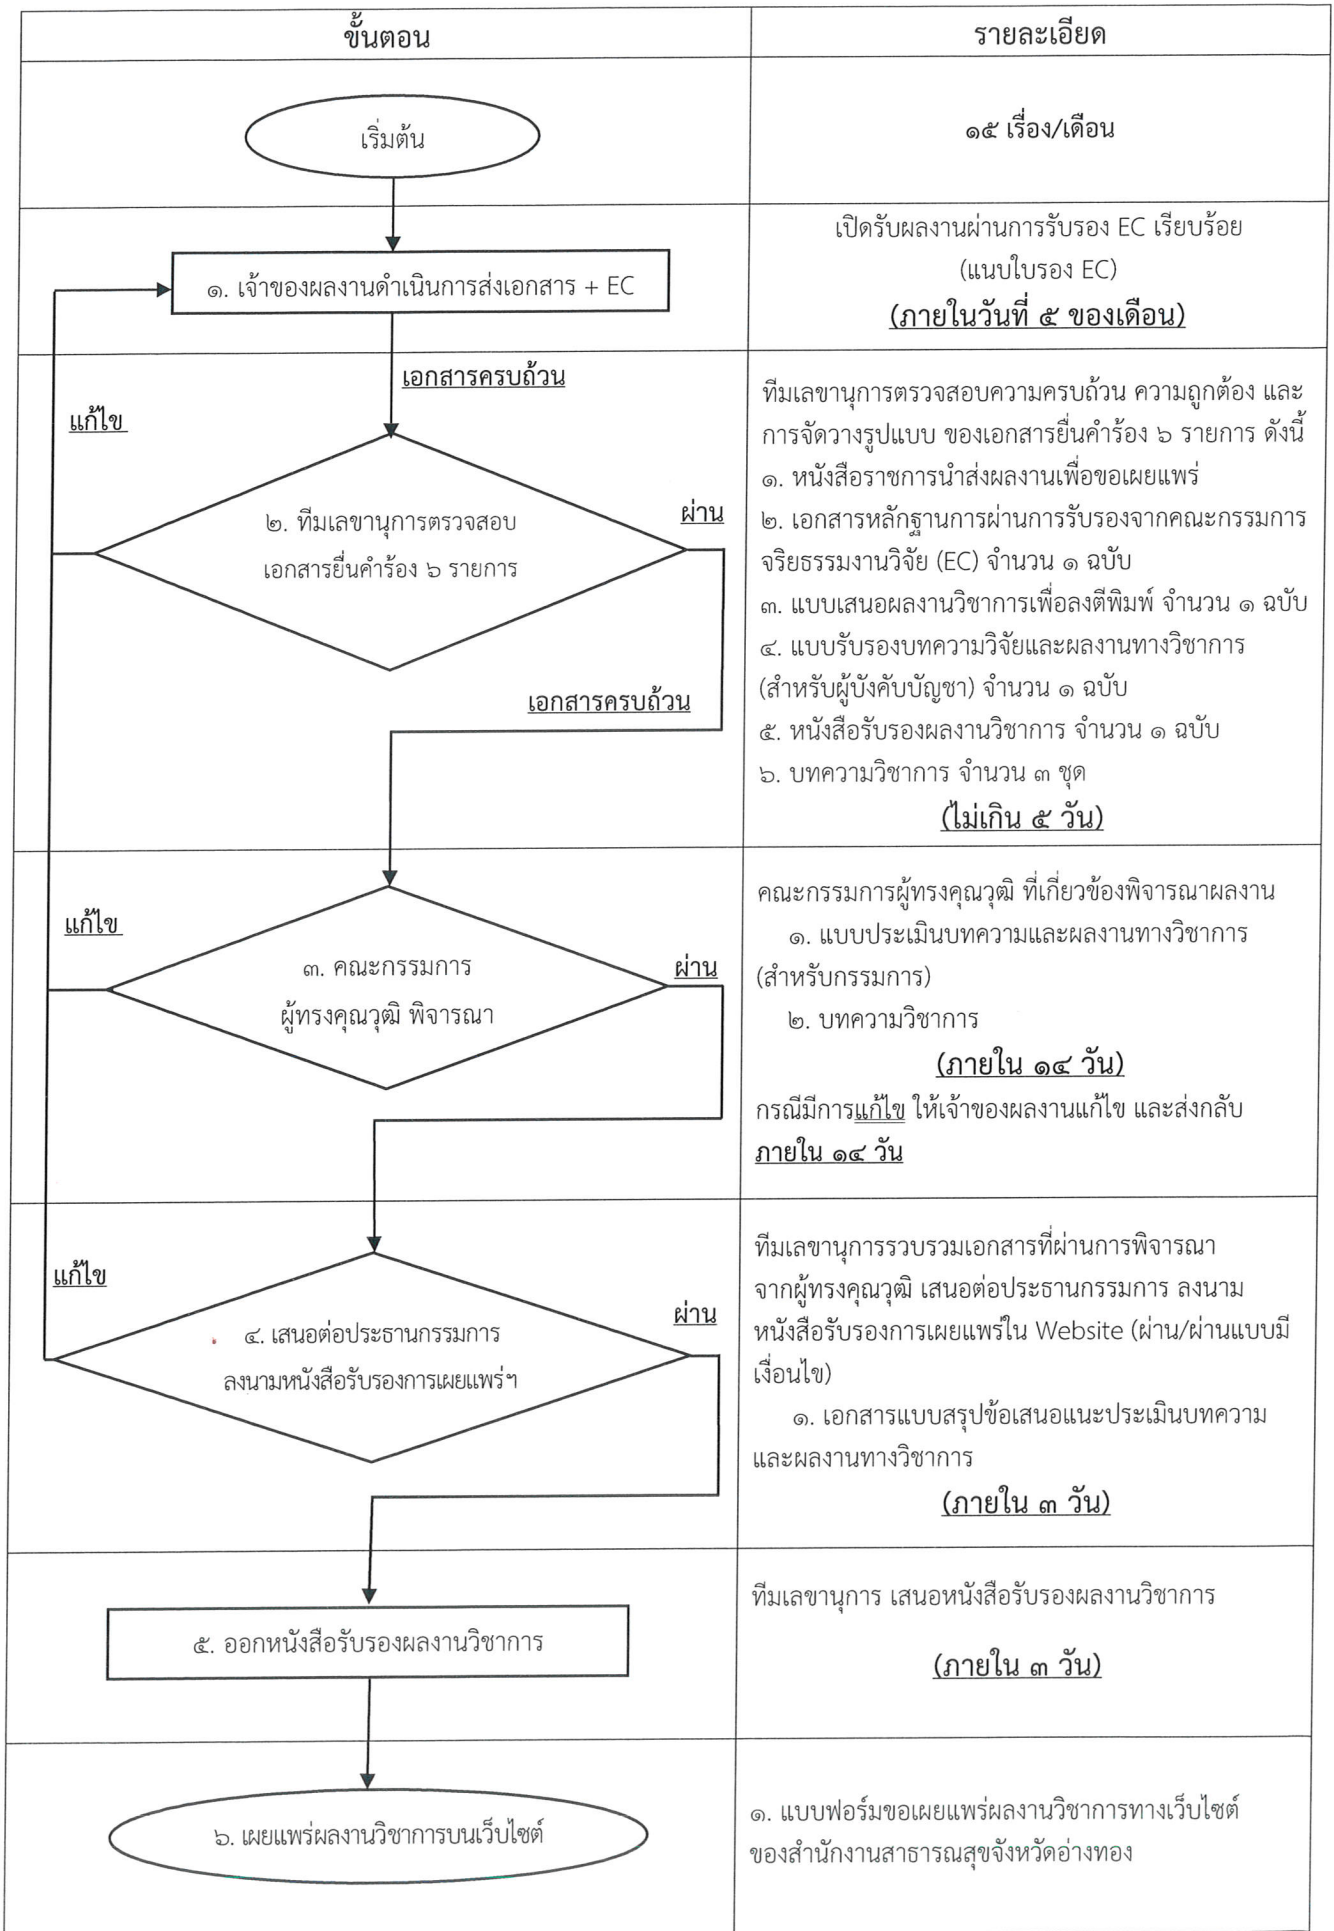 ขั้นตอน
รายละเอียด
เริ่มต้น
๑๕ เรื่อง/เดือน
๑. เจ้าของผลงานดำเนินการส่งเอกสาร + EC
เปิดรับผลงานผ่านการรับรอง EC เรียบร้อย
(แนบใบรอง EC)
(ภายในวันที่ ๕ ของเดือน)
เอกสารครบถ้วน
แก้ไข
๒. ทีมเลขานุการตรวจสอบ
เอกสารยื่นคำร้อง ๖ รายการ
ผ่าน
เอกสารครบถ้วน
ทีมเลขานุการตรวจสอบความครบถ้วน ความถูกต้อง และ
การจัดวางรูปแบบ ของเอกสารยื่นคำร้อง ๖ รายการ ดังนี้
๑. หนังสือราชการนำส่งผลงานเพื่อขอเผยแพร่
๒. เอกสารหลักฐานการผ่านการรับรองจากคณะกรรมการ
จริยธรรมงานวิจัย (EC) จำนวน ๑ ฉบับ
๓. แบบเสนอผลงานวิชาการเพื่อลงตีพิมพ์ จำนวน ๑ ฉบับ
๔. แบบรับรองบทความวิจัยและผลงานทางวิชาการ
(สำหรับผู้บังคับบัญชา) จำนวน ๑ ฉบับ
๕. หนังสือรับรองผลงานวิชาการ จำนวน ๑ ฉบับ
๖. บทความวิชาการ จำนวน ๓ ชุด
(ไม่เกิน ๕ วัน)
แก้ไข
๓. คณะกรรมการ
ผู้ทรงคุณวุฒิ พิจารณา
ผ่าน
คณะกรรมการผู้ทรงคุณวุฒิ ที่เกี่ยวข้องพิจารณาผลงาน
๑. แบบประเมินบทความและผลงานทางวิชาการ
(สำหรับกรรมการ)
๒. บทความวิชาการ
(ภายใน ๑๔ วัน)
กรณีมีการแก้ไข ให้เจ้าของผลงานแก้ไข และส่งกลับ
ภายใน ๑๔ วัน
แก้ไข
๔. เสนอต่อประธานกรรมการ
ลงนามหนังสือรับรองการเผยแพร่ฯ
ผ่าน
ทีมเลขานุการรวบรวมเอกสารที่ผ่านการพิจารณา
จากผู้ทรงคุณวุฒิ เสนอต่อประธานกรรมการ ลงนาม
หนังสือรับรองการเผยแพร่ใน Website (ผ่าน/ผ่านแบบมี
เงื่อนไข)
๑. เอกสารแบบสรุปข้อเสนอแนะประเมินบทความ
และผลงานทางวิชาการ
(ภายใน ๓ วัน)
๕. ออกหนังสือรับรองผลงานวิชาการ
ทีมเลขานุการ เสนอหนังสือรับรองผลงานวิชาการ
(ภายใน ๓ วัน)
๖. เผยแพร่ผลงานวิชาการบนเว็บไซต์
๑. แบบฟอร์มขอเผยแพร่ผลงานวิชาการทางเว็บไซต์
ของสำนักงานสาธารณสุขจังหวัดอ่างทอง